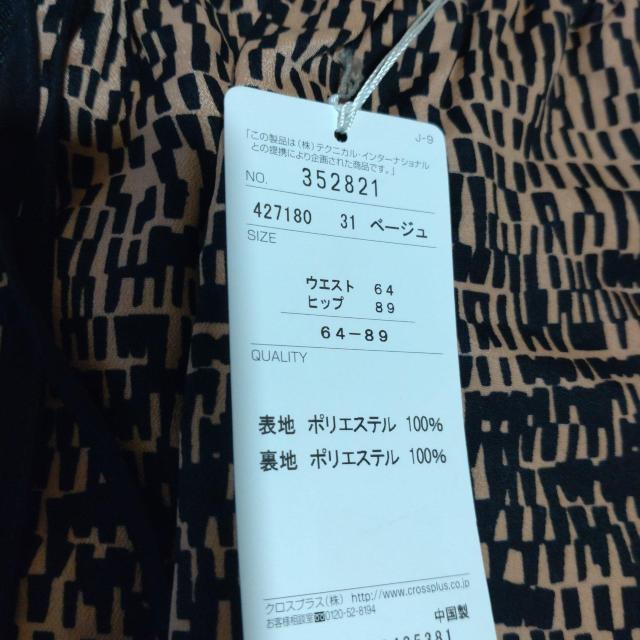 J-9
「この製品は(株)テクニカル・インターナショナル
との提携により企画された商品です。」
NO. 352821
427180 31 ベージュ
SIZE
ウエスト 64
ヒップ 89
64-89
QUALITY
表地 ポリエステル 100%
裏地 ポリエステル 100%
クロスプラス(株) http://www.crossplus.co.jp
お客様相談室 0120-52-8194
中国製